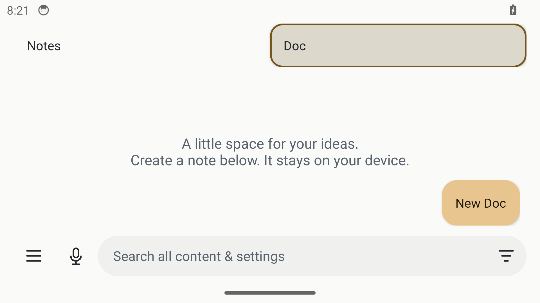 8:21
Notes
Doc
A little space for your ideas.
Create a note below. It stays on your device.
New Doc
Search all content & settings